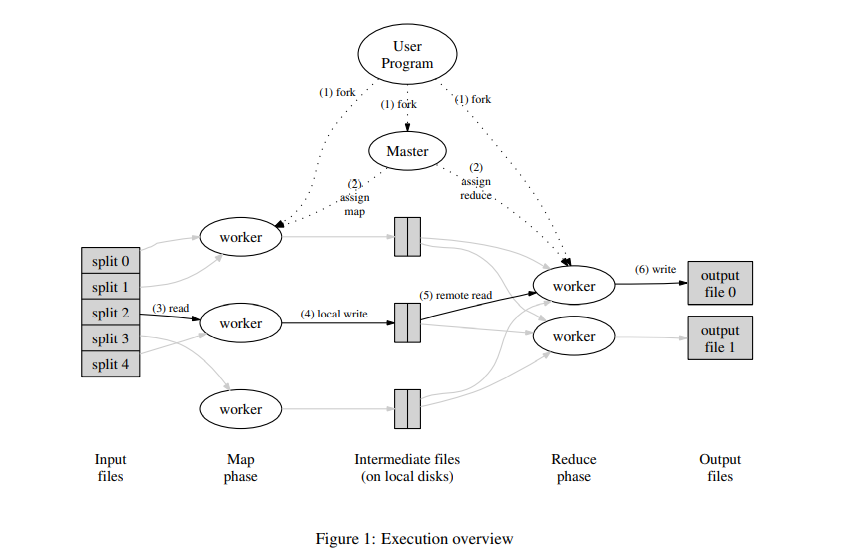 User
Program
(1) fork
(1) fork
(1) fork
Master
(2)
assign
map
(2)
assign
reduce
worker
split 0
split 1
split 2
split 3
split 4
(3) read
worker
(4) local write
worker
(5) remote read
worker
worker
(6) write
output
file 0
output
file 1
Input
files
Map
phase
Intermediate files
(on local disks)
Reduce
phase
Output
files
Figure 1: Execution overview